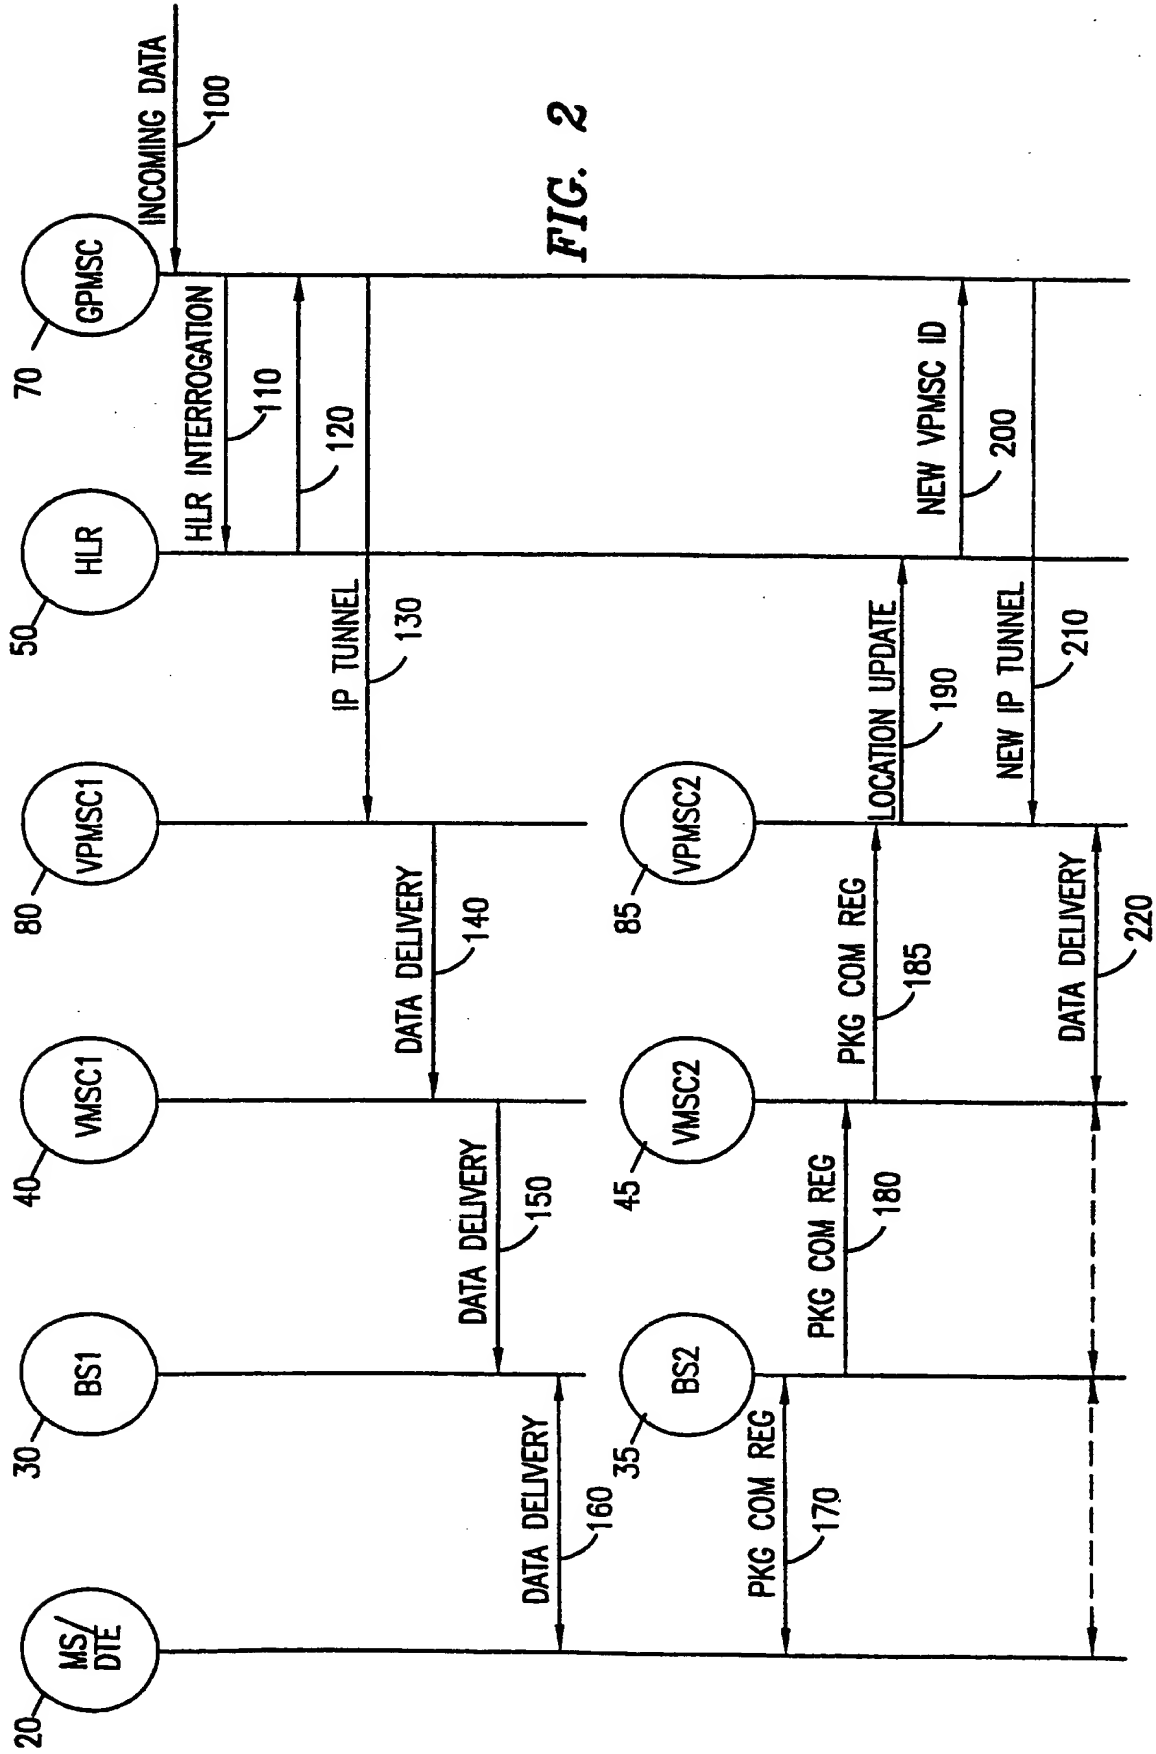 20
MS/
DTE
30
BS1
40
VMSC1
80
VPMSC1
50
HLR
70
GPMSC
INCOMING DATA
100
HLR INTERROGATION
110
120
IP TUNNEL
130
DATA DELIVERY
140
DATA DELIVERY
150
DATA DELIVERY
160
FIG. 2
35
BS2
45
VMSC2
85
VPMSC2
PKG COM REG
170
PKG COM REG
180
PKG COM REG
185
LOCATION UPDATE
190
NEW VPMSC ID
200
NEW IP TUNNEL
210
DATA DELIVERY
220